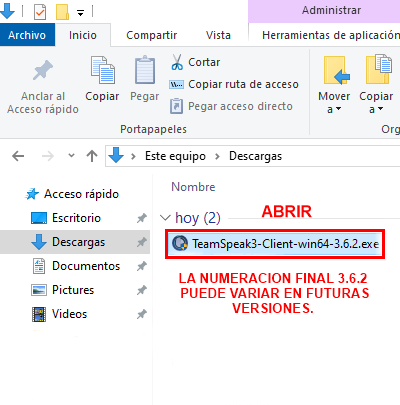 Administrar
Archivo Inicio Compartir Vista Herramientas de aplicación
Anclar al
Acceso rápido
Copiar
Pegar
Cortar
Copiar ruta de acceso
Pegar acceso directo
Mover
a
Copiar
a
Portapapeles
Org
Este equipo > Descargas
Nombre
Acceso rápido
Escritorio
Descargas
Documentos
Pictures
Videos
hoy (2)
ABRIR
TeamSpeak3-Client-win64-3.6.2.exe
LA NUMERACION FINAL 3.6.2
PUEDE VARIAR EN FUTURAS
VERSIONES.